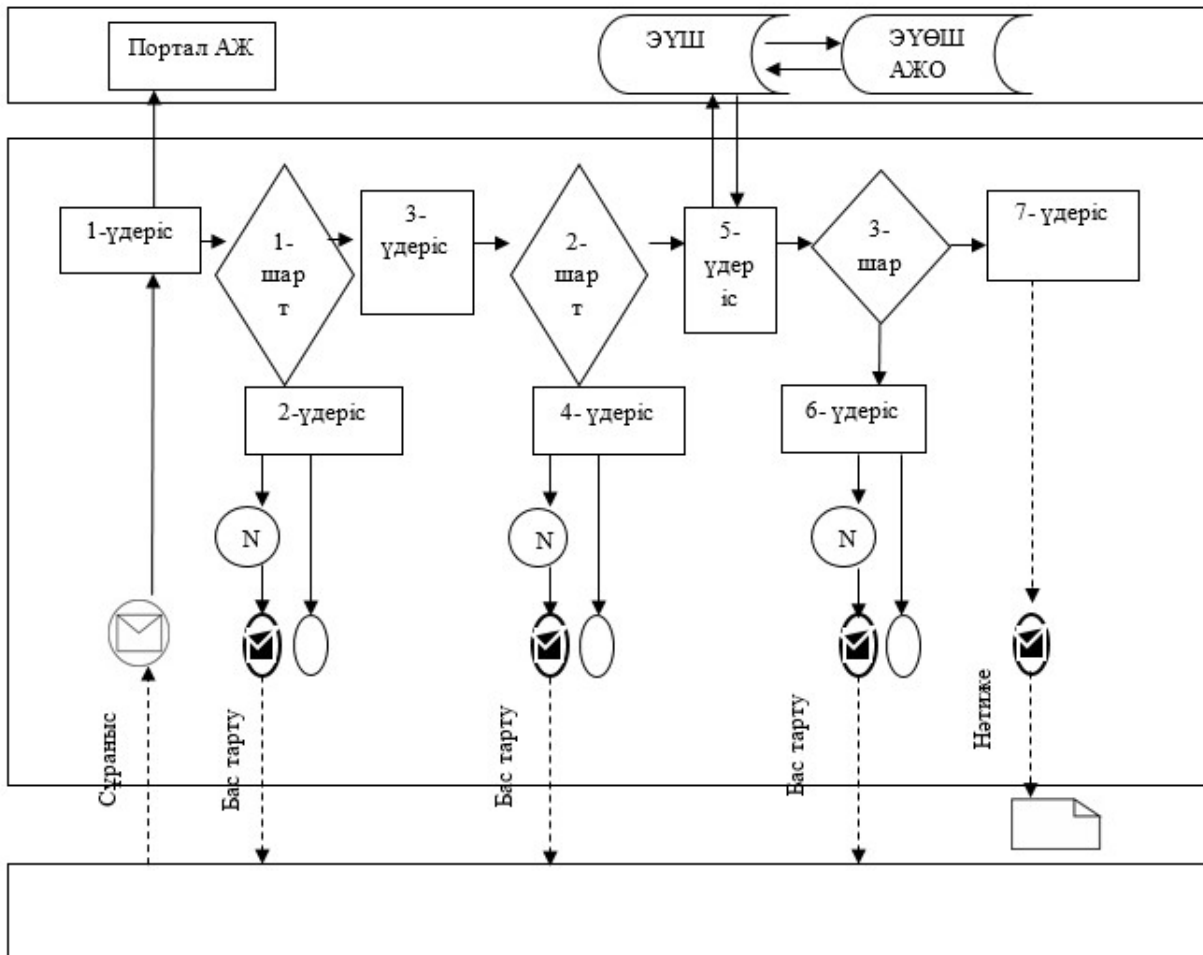 Портал АЖ
ЭҮШ
ЭҮӨШ
АЖО
1-үдеріс
1-
шар
т
3-
үдеріс
2-
шар
т
5-
үдер
іс
3-
шар
7- үдеріс
2-үдеріс
4- үдеріс
6- үдеріс
N
N
N
Сұраныс
Бас тарту
Бас тарту
Бас тарту
Нәтиже